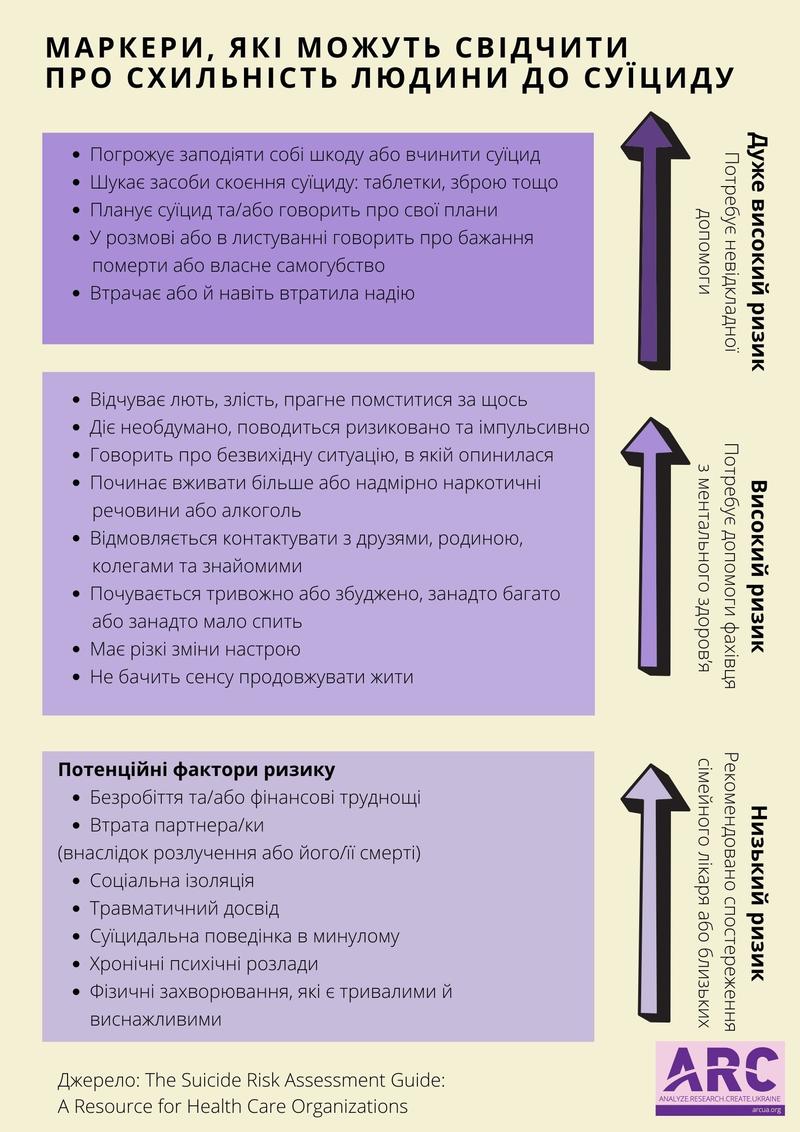 МАРКЕРИ, ЯКІ МОЖУТЬ СВІДЧИТИ
ПРО СХИЛЬНІСТЬ ЛЮДИНИ ДО СУЇЦИДУ
• Погрожує заподіяти собі шкоду або вчинити суїцид
• Шукає засоби скоєння суїциду: таблетки, зброю тощо
• Планує суїцид та/або говорить про свої плани
• У розмові або в листуванні говорить про бажання
померти або власне самогубство
• Втрачає або й навіть втратила надію
Дуже високий ризик
Потребує невідкладної
допомоги
• Відчуває лють, злість, прагне помститися за щось
• Діє необдумано, поводиться ризиковано та імпульсивно
• Говорить про безвихідну ситуацію, в якій опинилася
• Починає вживати більше або надмірно наркотичні
речовини або алкоголь
• Відмовляється контактувати з друзями, родиною,
колегами та знайомими
• Почувається тривожно або збуджено, занадто багато
або занадто мало спить
• Має різкі зміни настрою
• Не бачить сенсу продовжувати жити
Високий ризик
Потребує допомоги фахівця
з ментального здоров'я
Потенційні фактори ризику
• Безробіття та/або фінансові труднощі
• Втрата партнера/ки
(внаслідок розлучення або його/її смерті)
• Соціальна ізоляція
• Травматичний досвід
• Суїцидальна поведінка в минулому
• Хронічні психічні розлади
• Фізичні захворювання, які є тривалими й
виснажливими
Низький ризик
Рекомендовано спостереження
сімейного лікаря або близьких
Джерело: The Suicide Risk Assessment Guide:
A Resource for Health Care Organizations
ARC
ANALYZE.RESEARCH.CREATE.UKRAINE
arcua.org